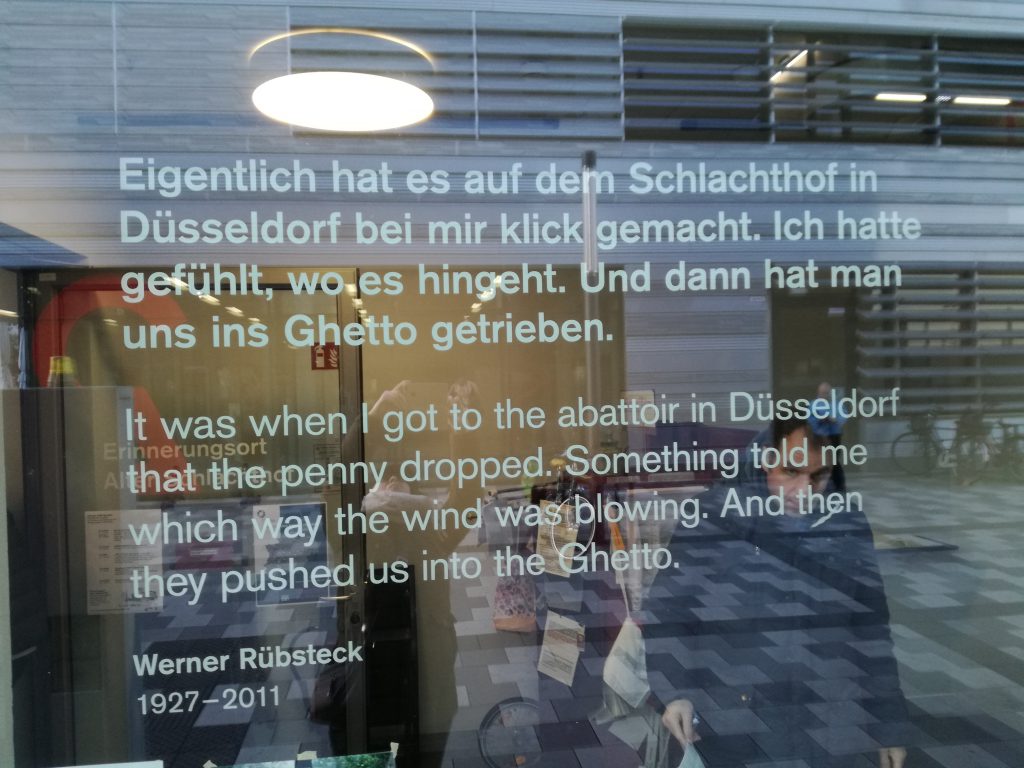 Eigentlich hat es auf dem Schlachthof in
Düsseldorf bei mir klick gemacht. Ich hatte
gefühlt, wo es hingeht. Und dann hat man
uns ins Ghetto getrieben.
It was when I got to the abattoir in Düsseldorf
that the penny dropped. Something told me
which way the wind was blowing. And then
they pushed us into the Ghetto.
Werner Rübsteck
1927–2011
Erinnerungsort
Alter Schlachthof